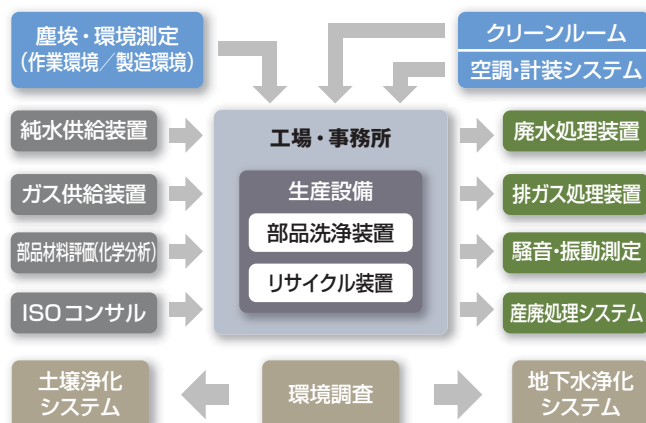 塵埃・環境測定
(作業環境／製造環境)
クリーンルーム
空調・計装システム
純水供給装置
ガス供給装置
部品材料評価(化学分析)
ISOコンサル
工場・事務所
生産設備
部品洗浄装置
リサイクル装置
廃水処理装置
排ガス処理装置
騒音・振動測定
産廃処理システム
土壌浄化
システム
環境調査
地下水浄化
システム